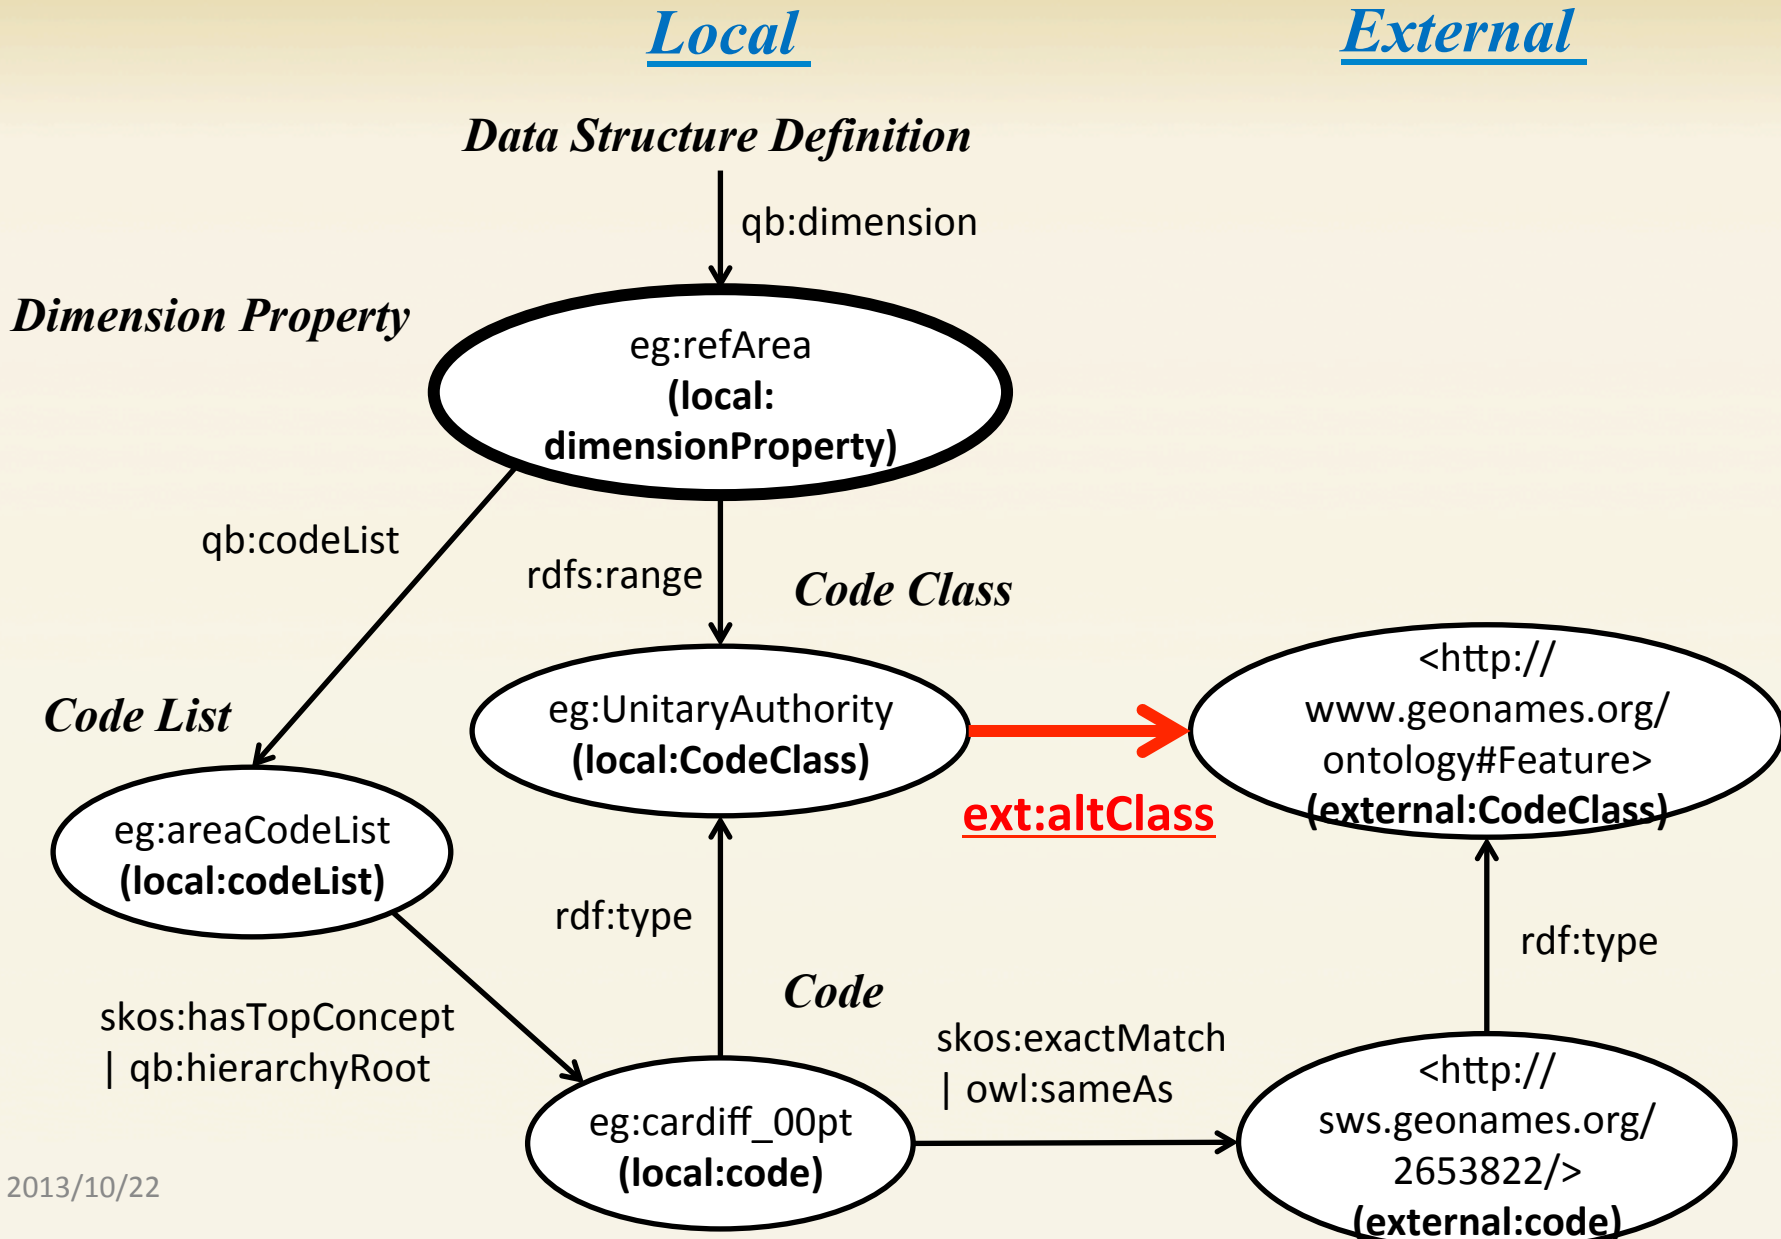 Local
External
Data Structure Definition
qb:dimension
Dimension Property
eg:refArea
(local:
dimensionProperty)
qb:codeList
rdfs:range
Code Class
Code List
eg:UnitaryAuthority
(local:CodeClass)
<http://
www.geonames.org/
ontology#Feature>
(external:CodeClass)
ext:altClass
eg:areaCodeList
(local:codeList)
rdf:type
rdf:type
Code
skos:hasTopConcept
| qb:hierarchyRoot
skos:exactMatch
| owl:sameAs
eg:cardiff_00pt
(local:code)
<http://
sws.geonames.org/
2653822/>
(external:code)
2013/10/22